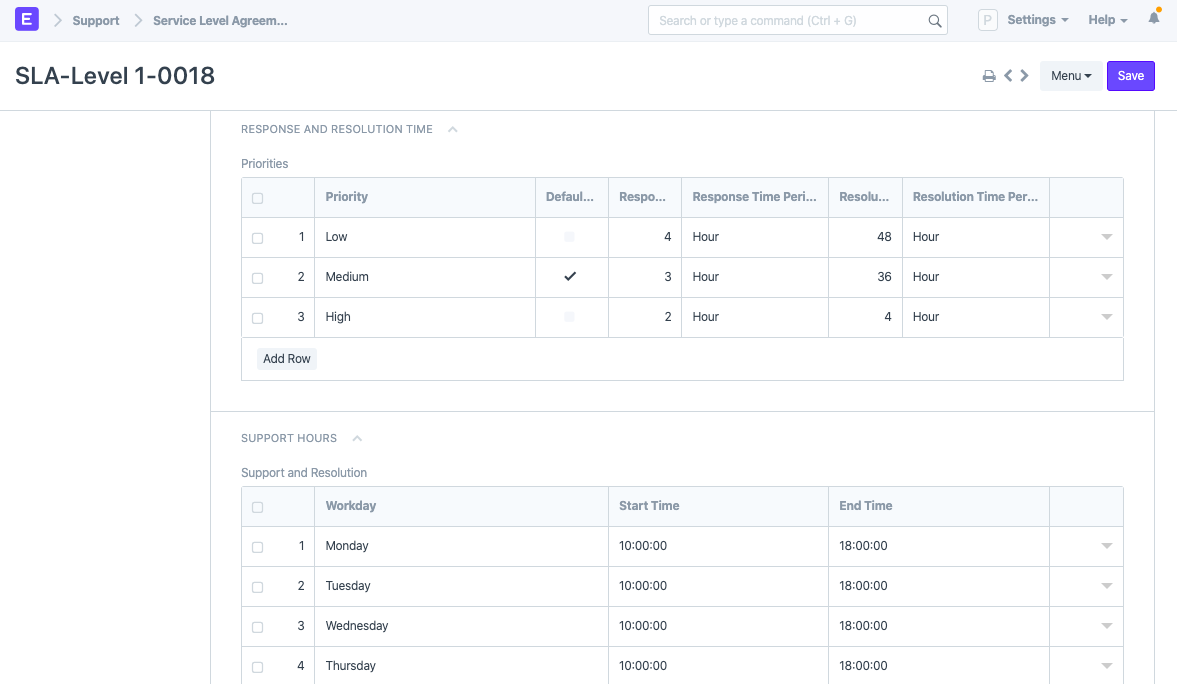 E Support Service Level Agreem... Search or type a command (Ctrl + G) P Settings Help
SLA-Level 1-0018 Menu Save
RESPONSE AND RESOLUTION TIME
Priorities
Priority Defaul... Respo... Response Time Peri... Resolu... Resolution Time Per...
1 Low 4 Hour 48 Hour
2 Medium 3 Hour 36 Hour
3 High 2 Hour 4 Hour
Add Row
SUPPORT HOURS
Support and Resolution
Workday Start Time End Time
1 Monday 10:00:00 18:00:00
2 Tuesday 10:00:00 18:00:00
3 Wednesday 10:00:00 18:00:00
4 Thursday 10:00:00 18:00:00